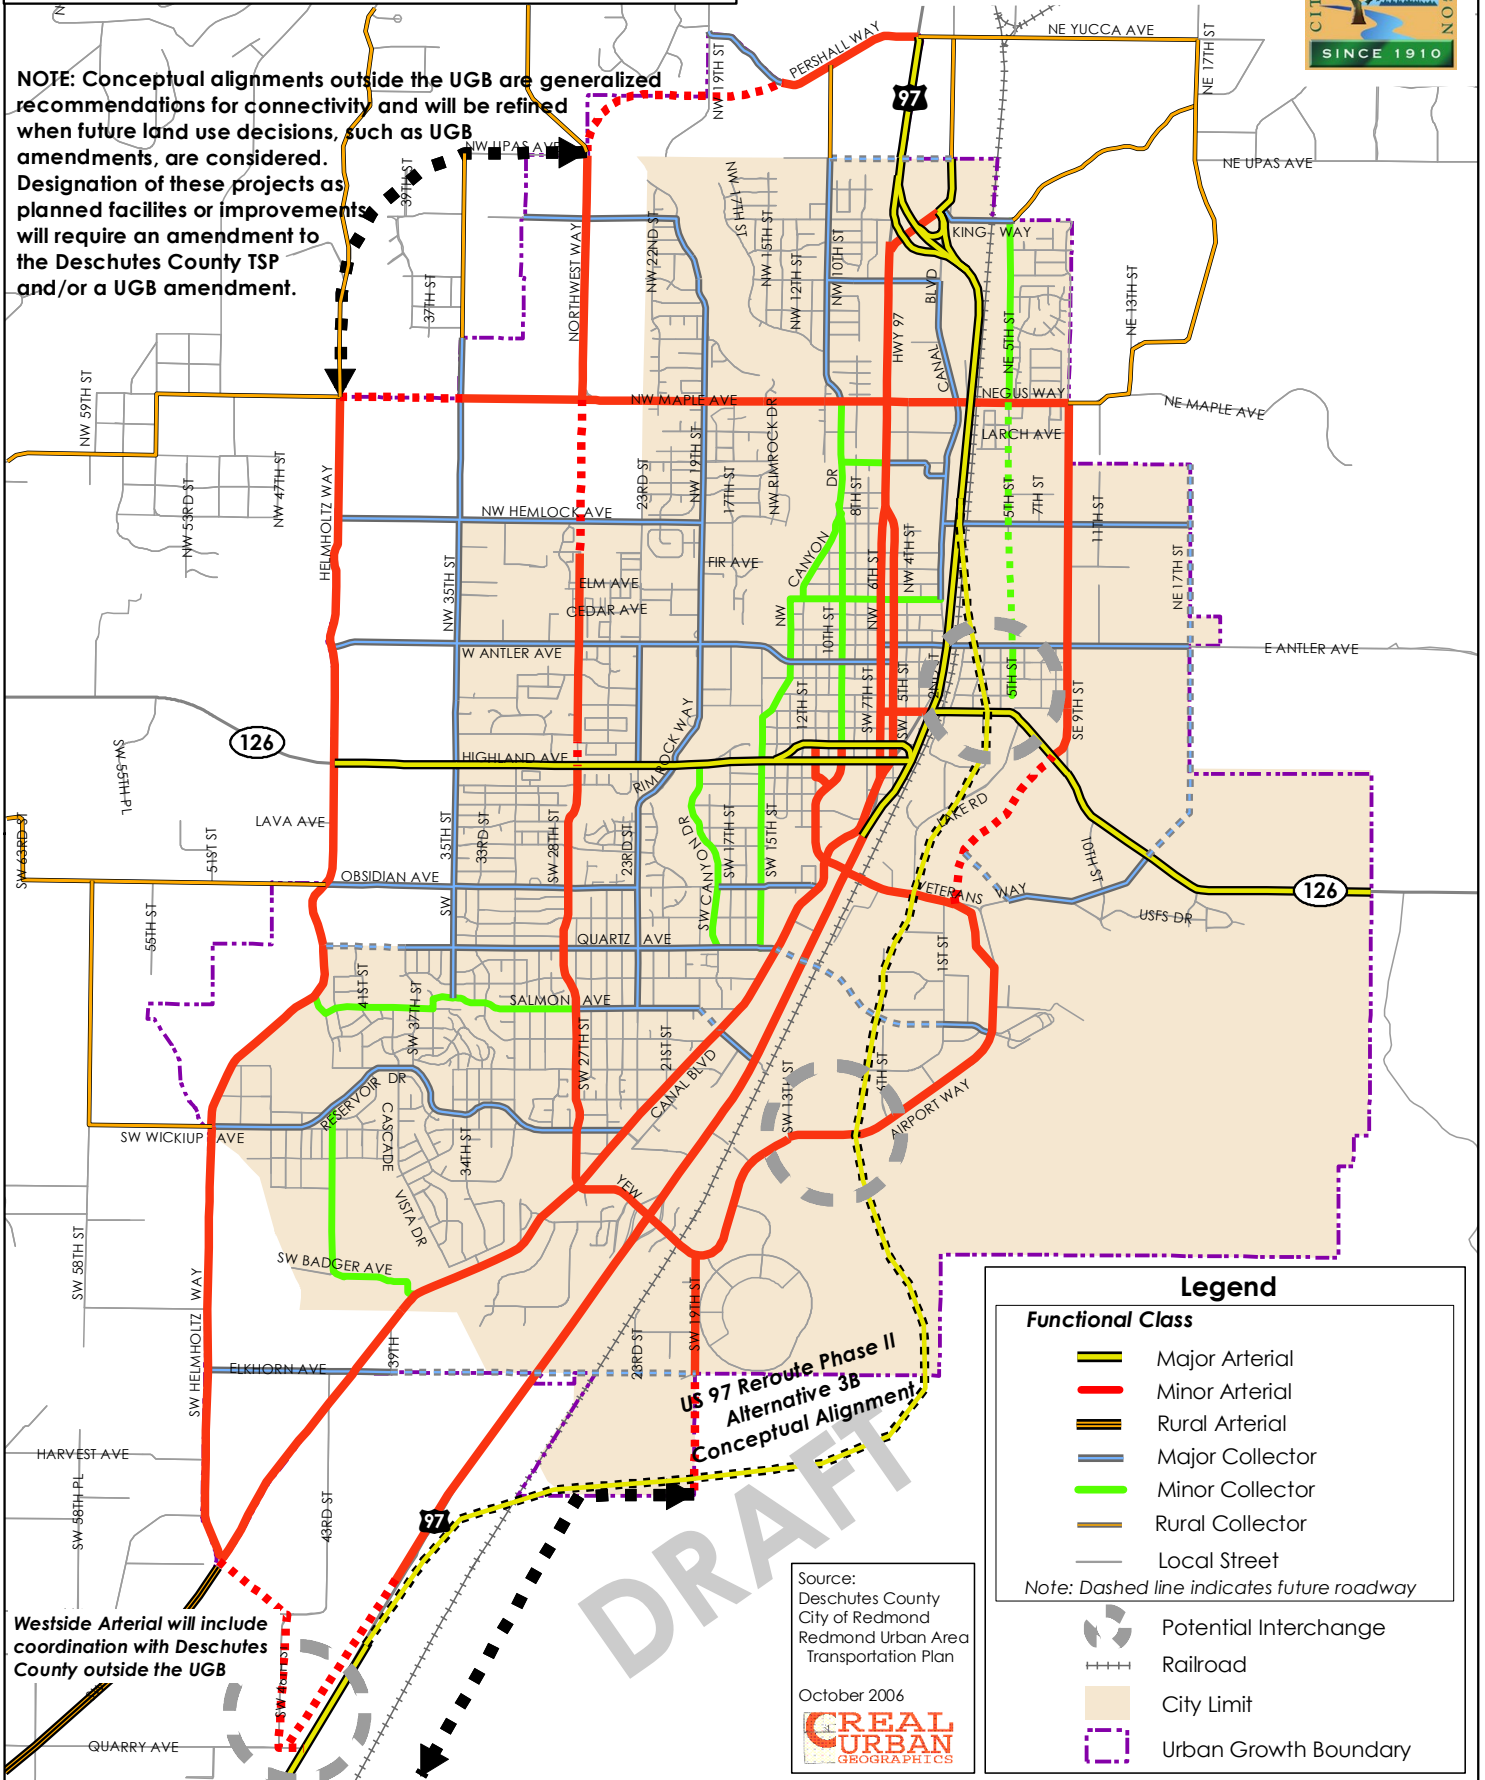 NOTE: Conceptual alignments outside the UGB are generalized
recommendations for connectivity and will be refined
when future land use decisions, such as UGB
amendments, are considered.
Designation of these projects as
planned facilites or improvements
will require an amendment to
the Deschutes County TSP
and/or a UGB amendment.
SINCE 1910
NE YUCCA AVE
NE 17TH ST
PERSHALL WAY
NW 19TH ST
97
NW UPAS AVE
NE UPAS AVE
39TH ST
37TH ST
NORTHWEST WAY
NW 22ND ST
NW 17TH ST
NW 15TH ST
NW 12TH ST
NW 10TH ST
KING WAY
HWY 97
CANAL BLVD
NE 5TH ST
NE 13TH ST
NW 59TH ST
NW MAPLE AVE
NEGUS WAY
NE MAPLE AVE
LARCH AVE
NW 53RD ST
NW 47TH ST
HELMHOLTZ WAY
NW HEMLOCK AVE
23RD ST
NW 19TH ST
17TH ST
NW RIMROCK DR
NW CANYON DR
8TH ST
6TH ST
NW
NW 4TH ST
5TH ST
7TH ST
11TH ST
NE 17TH ST
NW 35TH ST
FIR AVE
ELM AVE
CEDAR AVE
10TH ST
W ANTLER AVE
E ANTLER AVE
2ND ST
5TH ST
SE 9TH ST
12TH ST
SW 7TH ST
SW 5TH ST
126
HIGHLAND AVE
RIM ROCK WAY
SW 55TH PL
SW 63RD ST
LAVA AVE
51ST ST
SW 35TH ST
33RD ST
SW 28TH ST
23RD ST
SW CANYON DR
SW 17TH ST
SW 15TH ST
LAKE RD
10TH ST
OBSIDIAN AVE
VETERANS WAY
USFS DR
126
55TH ST
QUARTZ AVE
1ST ST
41ST ST
SW 37TH ST
SALMON AVE
SW 27TH ST
21ST ST
CANAL BLVD
SW 13TH ST
6TH ST
AIRPORT WAY
RESERVOIR DR
SW WICKIUP AVE
CASCADE VISTA DR
34TH ST
YEW
SW 58TH ST
SW BADGER AVE
SW HELMHOLTZ WAY
ELKHORN AVE
39TH
23RD ST
SW 19TH ST
US 97 Reroute Phase II
Alternative 3B
Conceptual Alignment
DRAFT
HARVEST AVE
SW 58TH PL
43RD ST
97
Westside Arterial will include
coordination with Deschutes
County outside the UGB
SW 46TH ST
QUARRY AVE
Source:
Deschutes County
City of Redmond
Redmond Urban Area
Transportation Plan
October 2006
REAL
URBAN
GEOGRAPHICS
Legend
Functional Class
Major Arterial
Minor Arterial
Rural Arterial
Major Collector
Minor Collector
Rural Collector
Local Street
Note: Dashed line indicates future roadway
Potential Interchange
Railroad
City Limit
Urban Growth Boundary